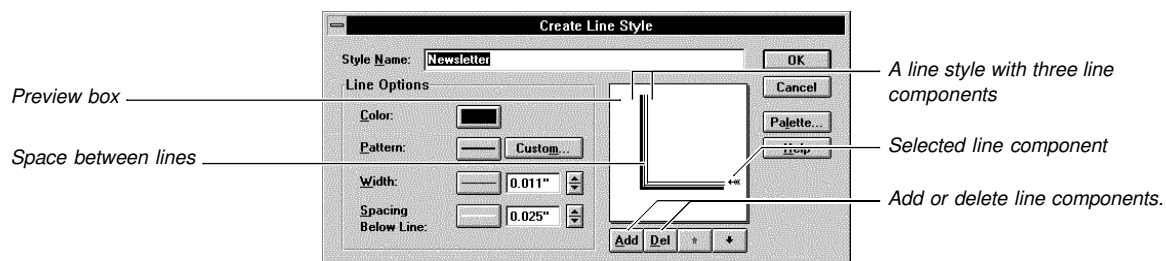 Create Line Style
Style Name: Newsletter
OK
Cancel
Palette...
Help
Line Options
Color:
Pattern:
Custom...
Width:
0.011"
Spacing
Below Line:
0.025"
Add
Del
Preview box
Space between lines
A line style with three line
components
Selected line component
Add or delete line components.